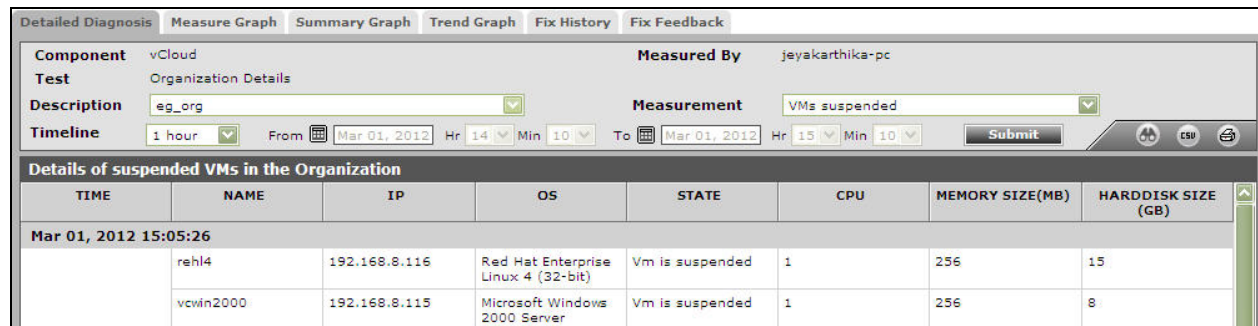 Detailed Diagnosis Measure Graph Summary Graph Trend Graph Fix History Fix Feedback
Component vCloud Measured By jeyakarthika-pc
Test Organization Details
Description eg_org Measurement VMs suspended
Timeline 1 hour From Mar 01, 2012 Hr 14 Min 10 To Mar 01, 2012 Hr 15 Min 10 Submit CSV
Details of suspended VMs in the Organization
TIME NAME IP OS STATE CPU MEMORY SIZE(MB) HARDDISK SIZE
(GB)
Mar 01, 2012 15:05:26
rehl4 192.168.8.116 Red Hat Enterprise Vm is suspended 1 256 15
Linux 4 (32-bit)
vcwin2000 192.168.8.115 Microsoft Windows Vm is suspended 1 256 8
2000 Server